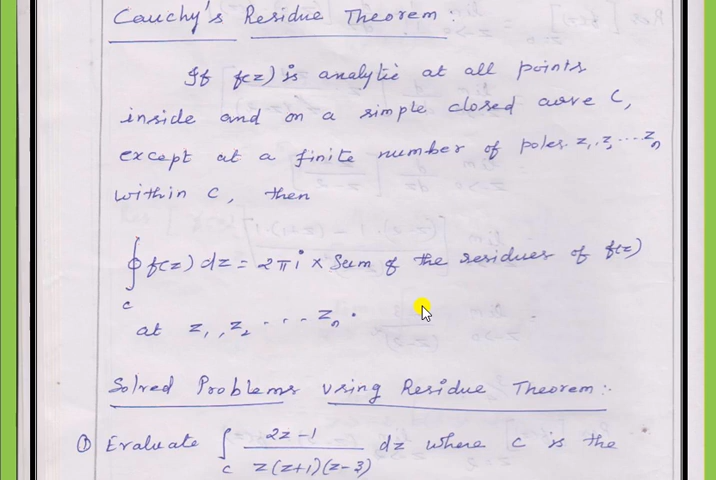 Cauchy's Residue Theorem:
If f(z) is analytic at all points
inside and on a simple closed curve C,
except at a finite number of poles z₁, z₂ ... zₙ
within C, then
∮_C f(z) dz = 2πi × Sum of the residues of f(z)
at z₁, z₂ ... zₙ.
Solved Problems using Residue Theorem:
① Evaluate ∫_C (2z-1)/(z(z+1)(z-3)) dz where C is the